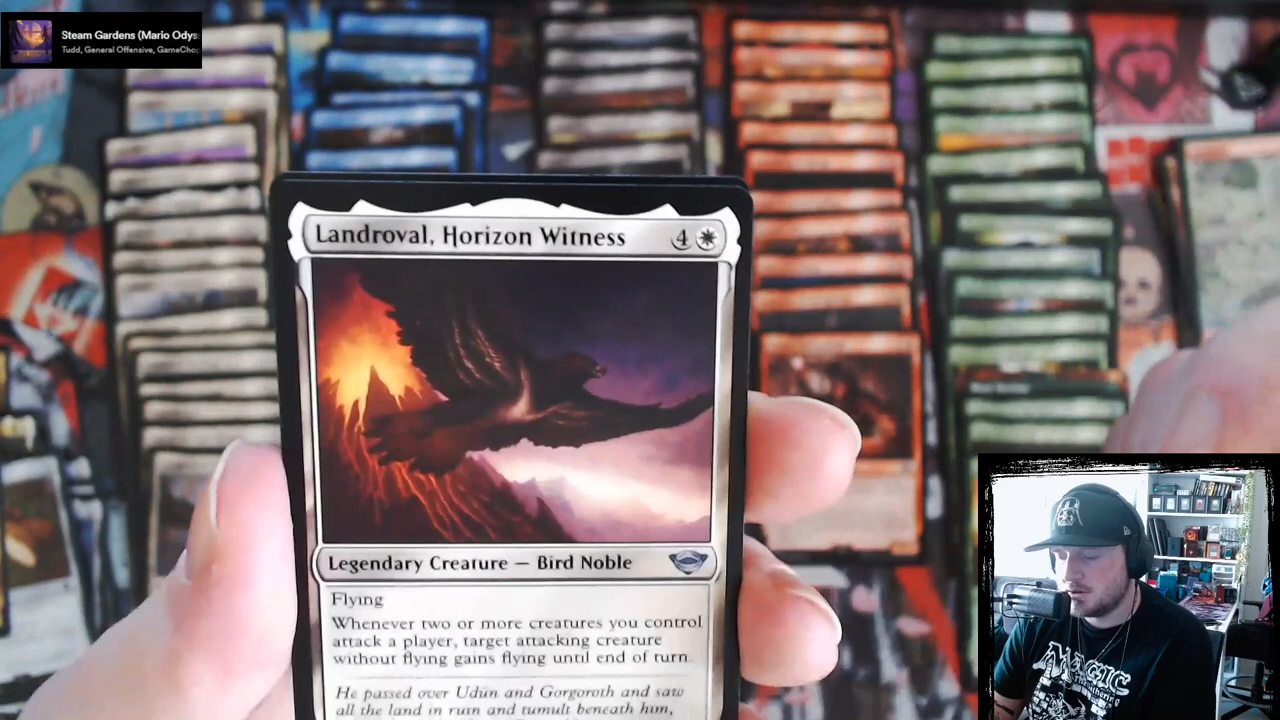 Steam Gardens (Mario Odys
Tudd, General Offensive, GameChop
Landroval, Horizon Witness 4
Legendary Creature — Bird Noble
Flying
Whenever two or more creatures you control
attack a player, target attacking creature
without flying gains flying until end of turn.
He passed over Udûn and Gorgoroth and saw
all the land in ruin and tumult beneath him,
MAGIC